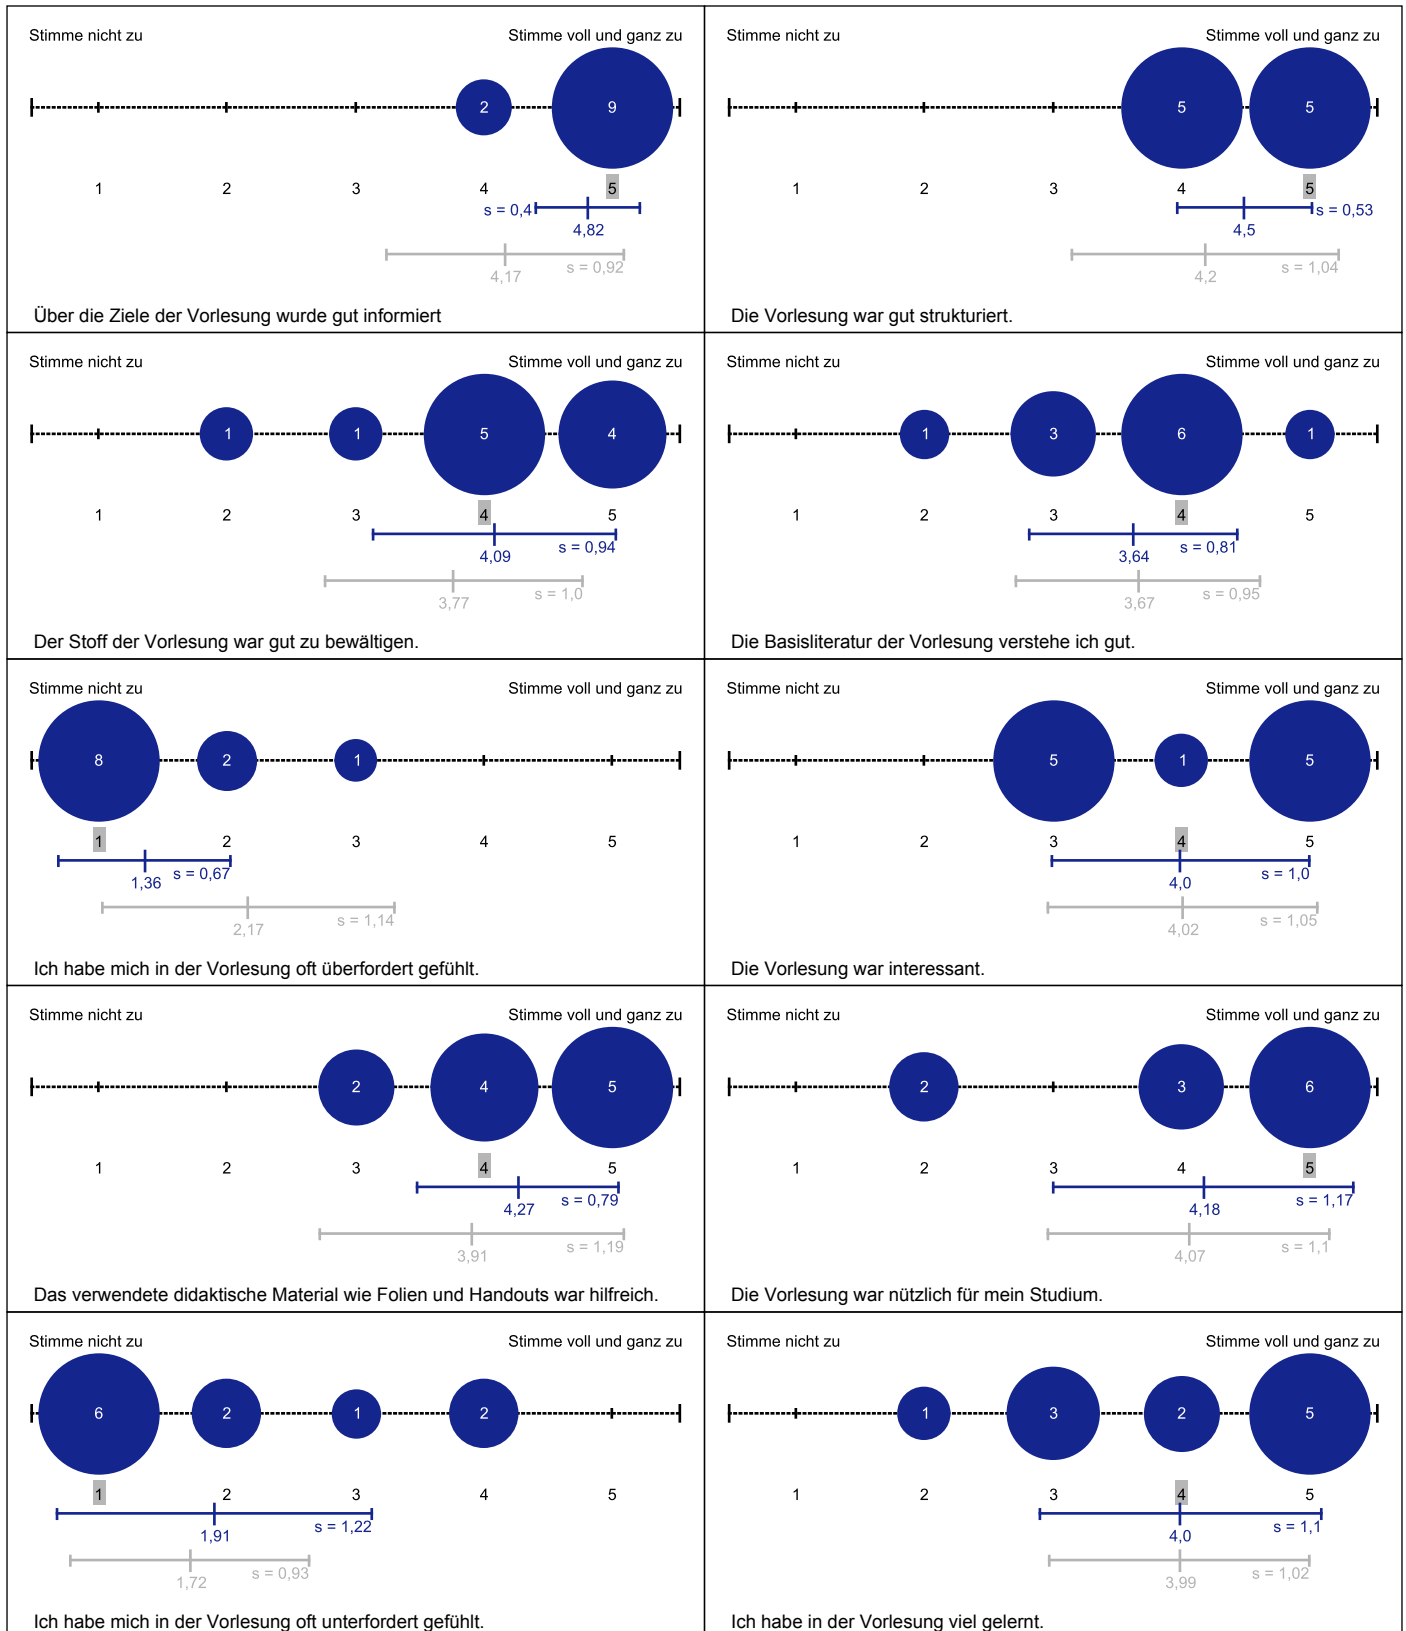 Stimme nicht zu Stimme voll und ganz zu
2 9
1 2 3 4 5
s = 0,4
4,82
4,17 s = 0,92
Über die Ziele der Vorlesung wurde gut informiert
Stimme nicht zu Stimme voll und ganz zu
5 5
1 2 3 4 5
s = 0,53
4,5
4,2 s = 1,04
Die Vorlesung war gut strukturiert.
Stimme nicht zu Stimme voll und ganz zu
1 1 5 4
1 2 3 4 5
4,09 s = 0,94
3,77 s = 1,0
Der Stoff der Vorlesung war gut zu bewältigen.
Stimme nicht zu Stimme voll und ganz zu
1 3 6 1
1 2 3 4 5
3,64 s = 0,81
3,67 s = 0,95
Die Basisliteratur der Vorlesung verstehe ich gut.
Stimme nicht zu Stimme voll und ganz zu
8 2 1
1 2 3 4 5
1,36 s = 0,67
2,17 s = 1,14
Ich habe mich in der Vorlesung oft überfordert gefühlt.
Stimme nicht zu Stimme voll und ganz zu
5 1 5
1 2 3 4 5
4,0 s = 1,0
4,02 s = 1,05
Die Vorlesung war interessant.
Stimme nicht zu Stimme voll und ganz zu
2 4 5
1 2 3 4 5
4,27 s = 0,79
3,91 s = 1,19
Das verwendete didaktische Material wie Folien und Handouts war hilfreich.
Stimme nicht zu Stimme voll und ganz zu
2 3 6
1 2 3 4 5
4,18 s = 1,17
4,07 s = 1,1
Die Vorlesung war nützlich für mein Studium.
Stimme nicht zu Stimme voll und ganz zu
6 2 1 2
1 2 3 4 5
1,91 s = 1,22
1,72 s = 0,93
Ich habe mich in der Vorlesung oft unterfordert gefühlt.
Stimme nicht zu Stimme voll und ganz zu
1 3 2 5
1 2 3 4 5
4,0 s = 1,1
3,99 s = 1,02
Ich habe in der Vorlesung viel gelernt.